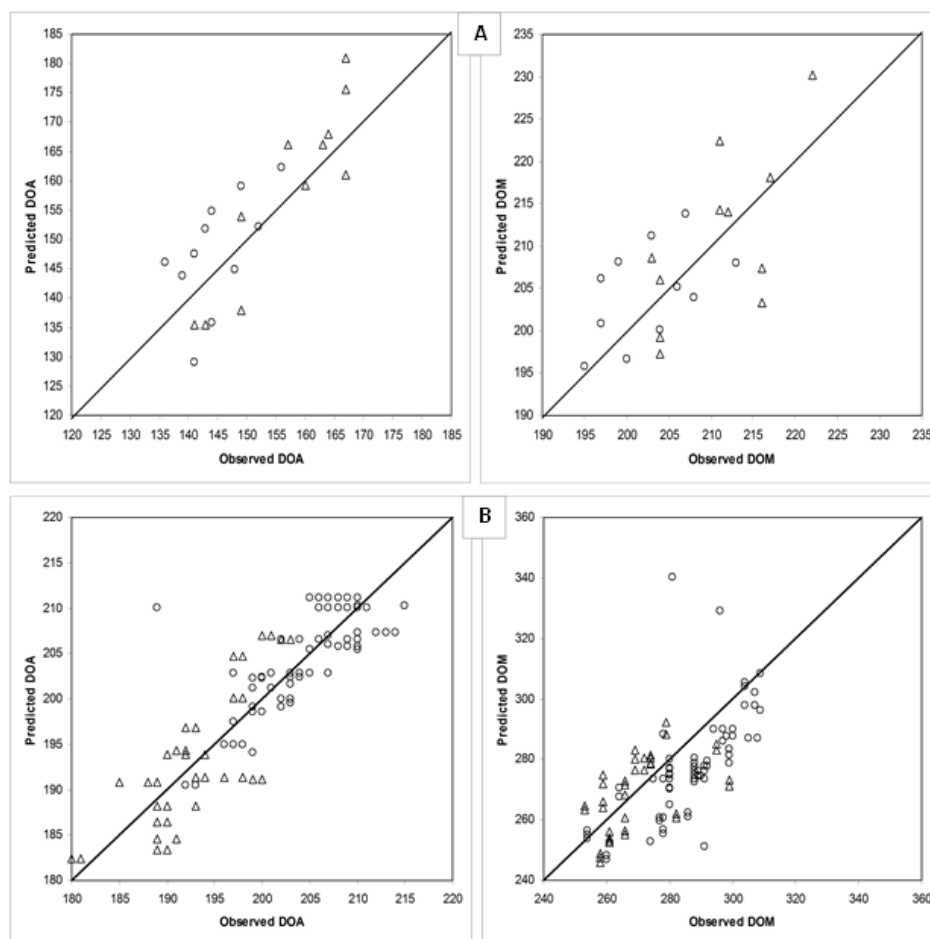 A
185
180
175
170
165
160
155
150
145
140
135
130
125
120
Predicted DOA
120 125 130 135 140 145 150 155 160 165 170 175 180 185
Observed DOA
235
230
225
220
215
210
205
200
195
190
Predicted DOM
190 195 200 205 210 215 220 225 230 235
Observed DOM
B
220
215
210
205
200
195
190
185
180
Predicted DOA
180 185 190 195 200 205 210 215 220
Observed DOA
360
340
320
300
280
260
240
Predicted DOM
240 260 280 300 320 340 360
Observed DOM